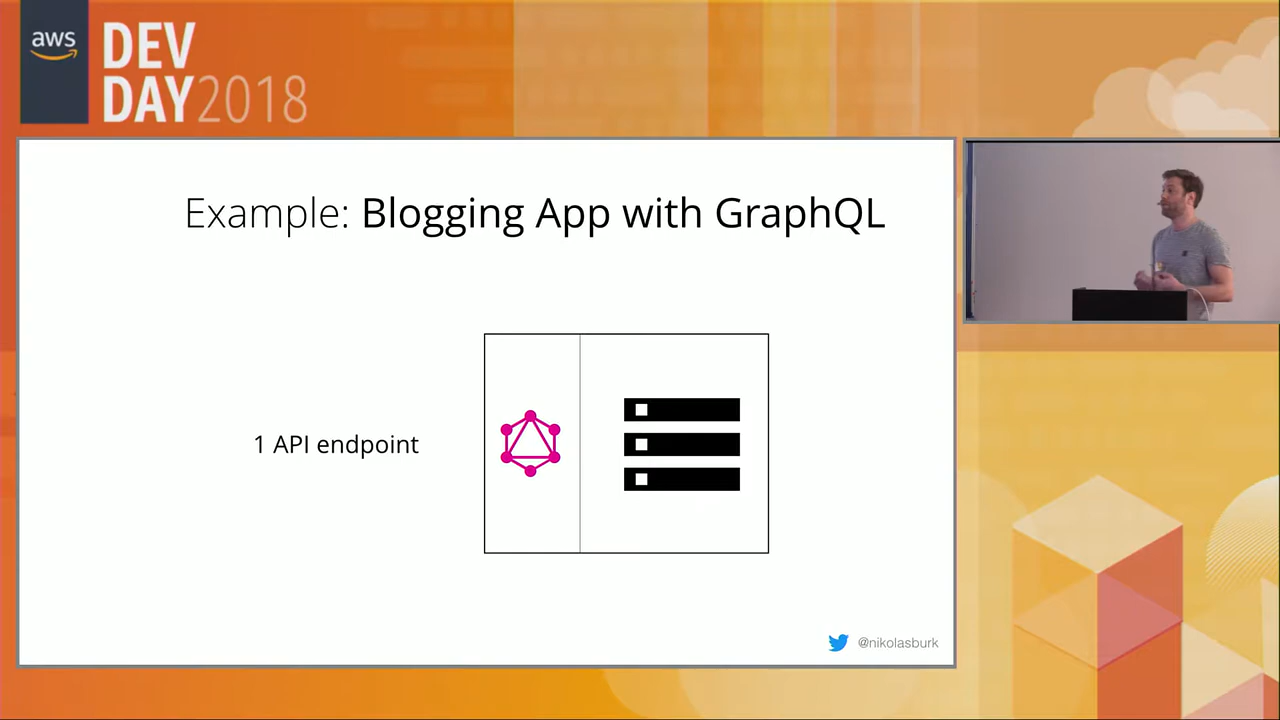 aws
DEV
DAY2018
Example: Blogging App with GraphQL
1 API endpoint
@nikolasburk